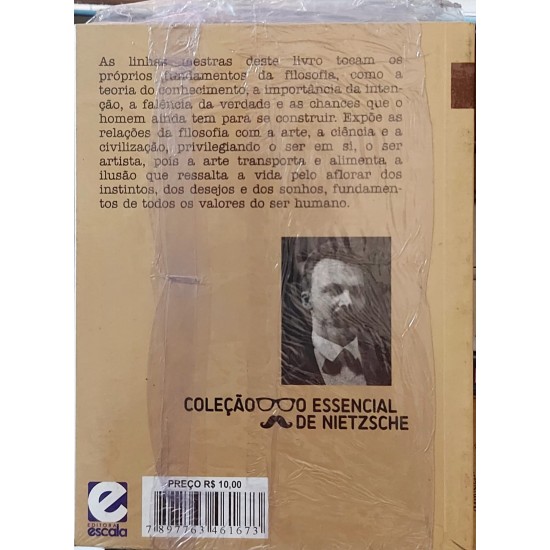 As linhas mestras deste livro tocam os
próprios fundamentos da filosofia, como a
teoria do conhecimento, a importância da inten-
ção, a falência da verdade e as chances que o
homem ainda tem para se construir. Expõe as
relações da filosofia com a arte, a ciência e a
civilização, privilegiando o ser em si, o ser
artista, pois a arte transporta e alimenta a
ilusão que ressalta a vida pelo aflorar dos
instintos, dos desejos e dos sonhos, fundamen-
tos de todos os valores do ser humano.
COLEÇÃO O ESSENCIAL
DE NIETZSCHE
PREÇO R$ 10,00
7 897763 461673
e
EDITORA
escala